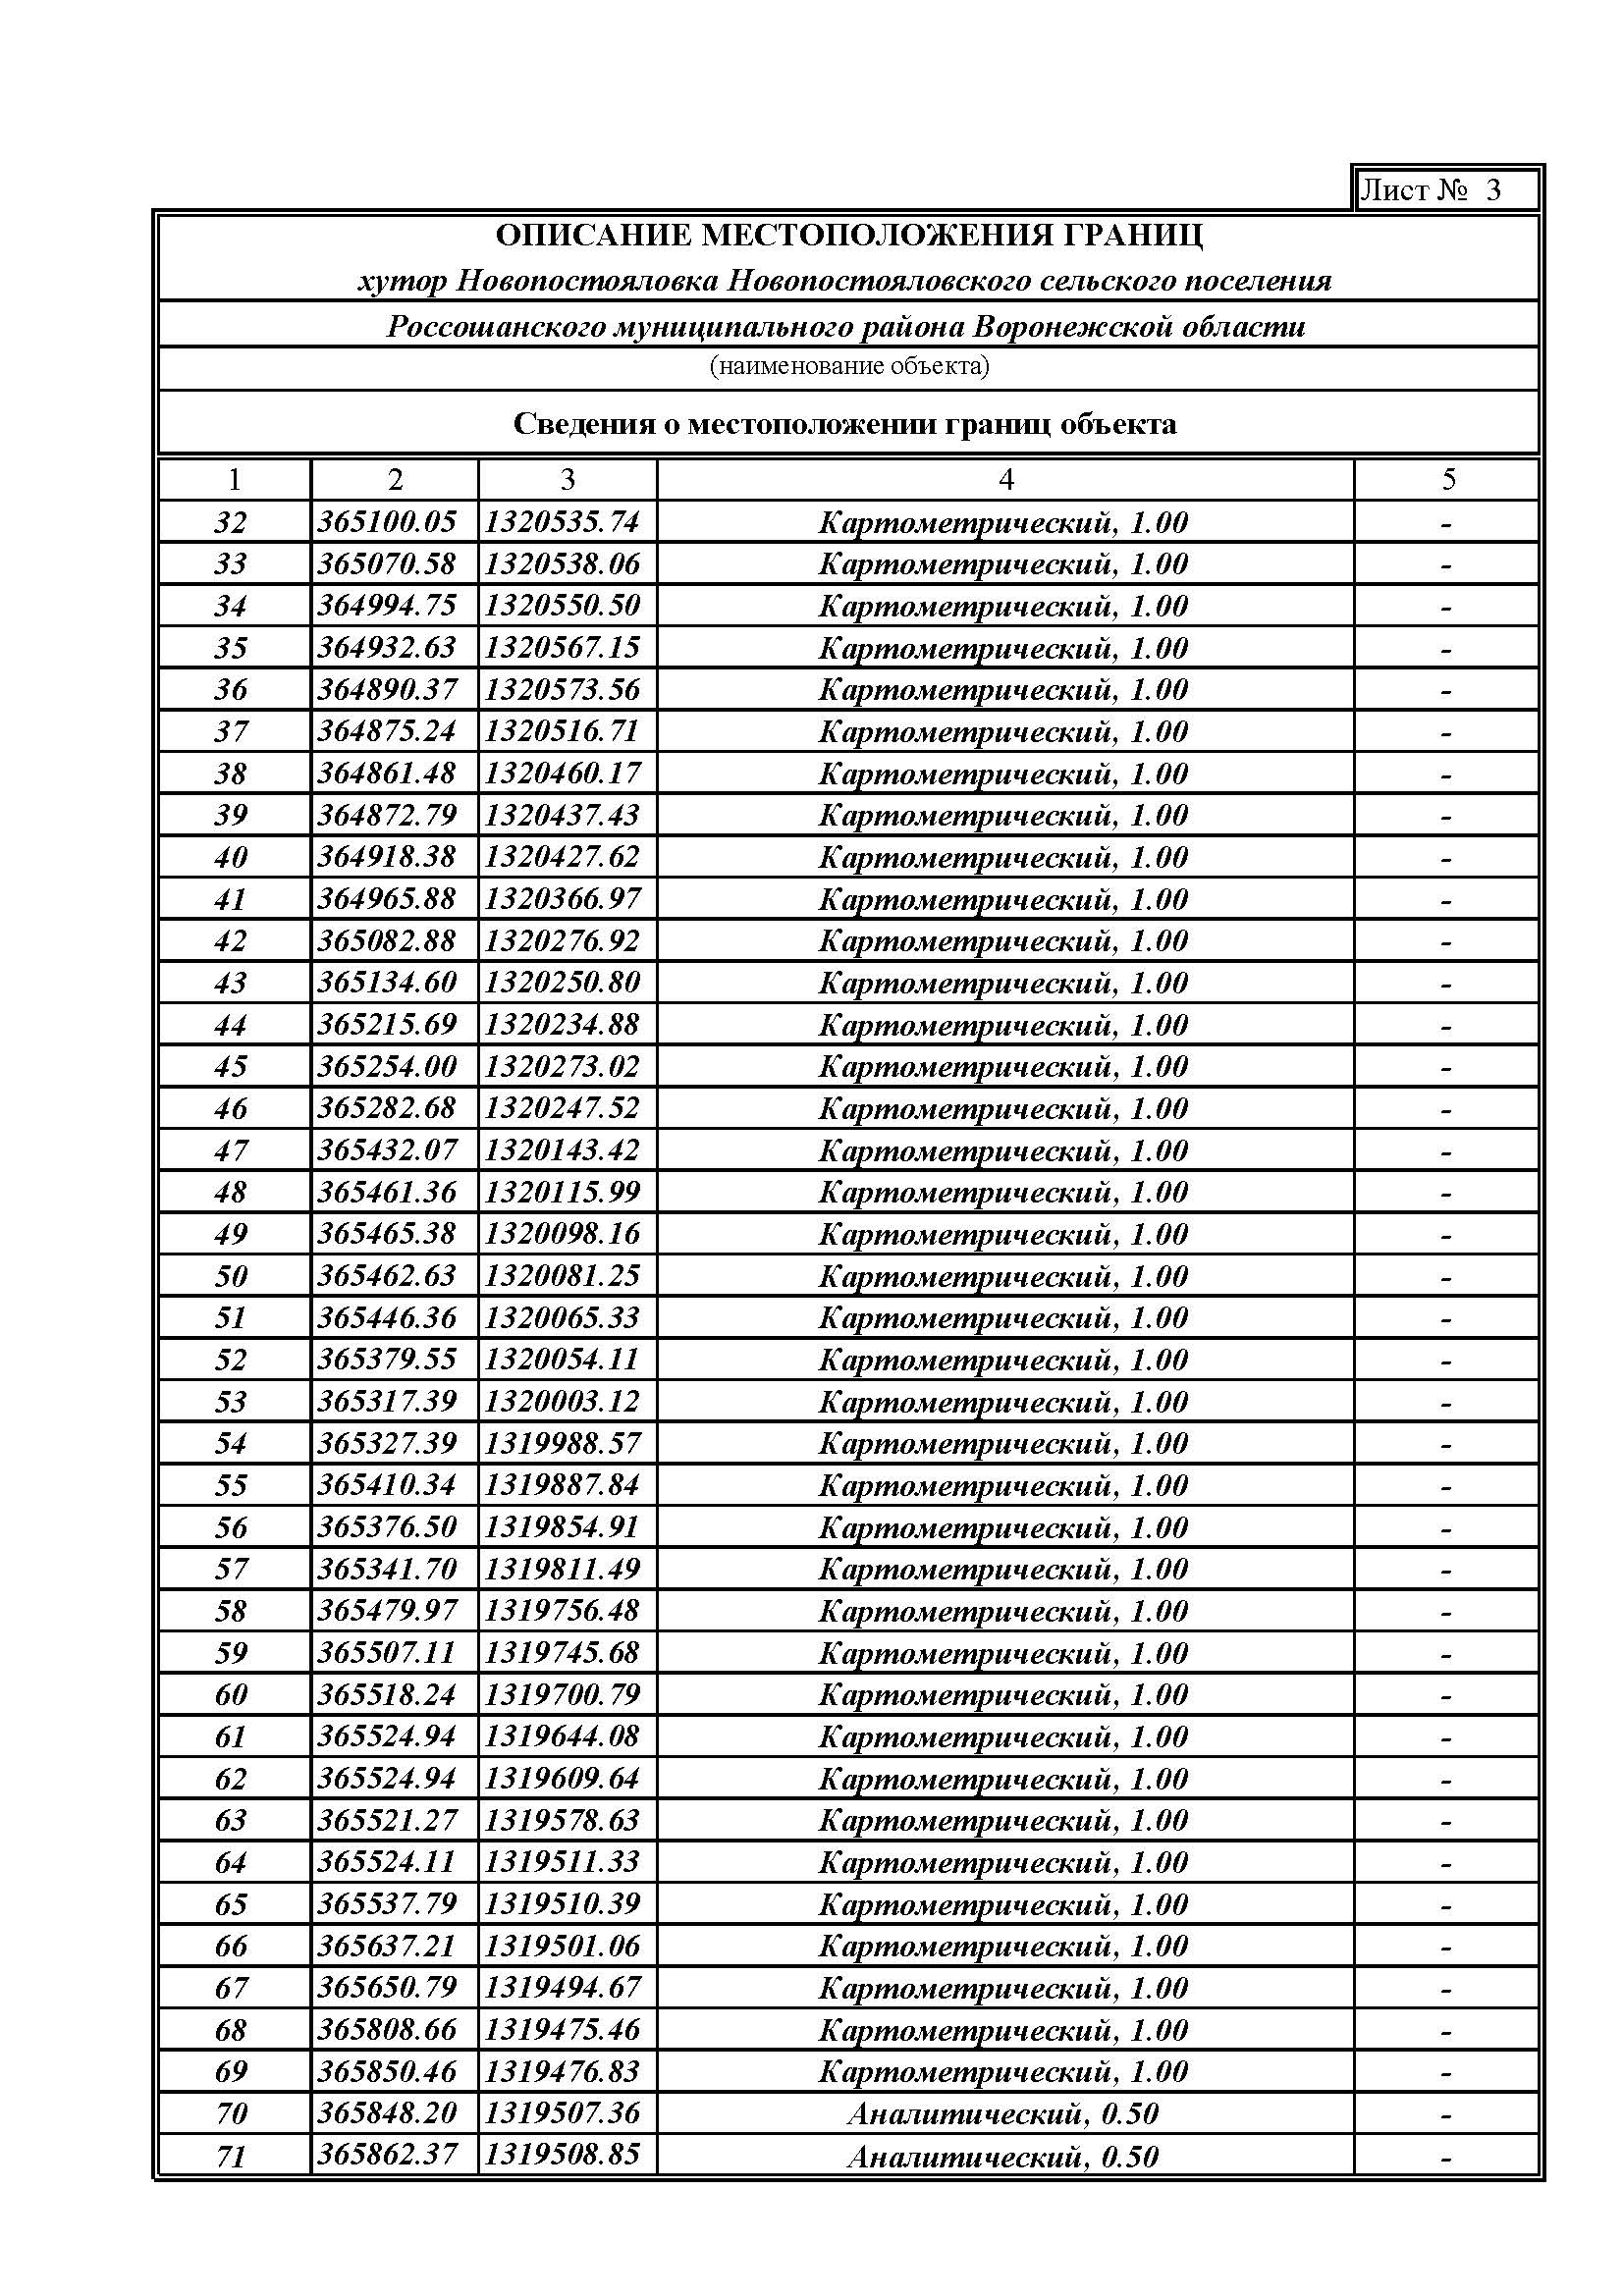 Лист № 3
ОПИСАНИЕ МЕСТОПОЛОЖЕНИЯ ГРАНИЦ
хутор Новопостояловка Новопостояловского сельского поселения
Россошанского муниципального района Воронежской области
(наименование объекта)
Сведения о местоположении границ объекта
1 2 3 4 5
32 365100.05 1320535.74 Картометрический, 1.00 -
33 365070.58 1320538.06 Картометрический, 1.00 -
34 364994.75 1320550.50 Картометрический, 1.00 -
35 364932.63 1320567.15 Картометрический, 1.00 -
36 364890.37 1320573.56 Картометрический, 1.00 -
37 364875.24 1320516.71 Картометрический, 1.00 -
38 364861.48 1320460.17 Картометрический, 1.00 -
39 364872.79 1320437.43 Картометрический, 1.00 -
40 364918.38 1320427.62 Картометрический, 1.00 -
41 364965.88 1320366.97 Картометрический, 1.00 -
42 365082.88 1320276.92 Картометрический, 1.00 -
43 365134.60 1320250.80 Картометрический, 1.00 -
44 365215.69 1320234.88 Картометрический, 1.00 -
45 365254.00 1320273.02 Картометрический, 1.00 -
46 365282.68 1320247.52 Картометрический, 1.00 -
47 365432.07 1320143.42 Картометрический, 1.00 -
48 365461.36 1320115.99 Картометрический, 1.00 -
49 365465.38 1320098.16 Картометрический, 1.00 -
50 365462.63 1320081.25 Картометрический, 1.00 -
51 365446.36 1320065.33 Картометрический, 1.00 -
52 365379.55 1320054.11 Картометрический, 1.00 -
53 365317.39 1320003.12 Картометрический, 1.00 -
54 365327.39 1319988.57 Картометрический, 1.00 -
55 365410.34 1319887.84 Картометрический, 1.00 -
56 365376.50 1319854.91 Картометрический, 1.00 -
57 365341.70 1319811.49 Картометрический, 1.00 -
58 365479.97 1319756.48 Картометрический, 1.00 -
59 365507.11 1319745.68 Картометрический, 1.00 -
60 365518.24 1319700.79 Картометрический, 1.00 -
61 365524.94 1319644.08 Картометрический, 1.00 -
62 365524.94 1319609.64 Картометрический, 1.00 -
63 365521.27 1319578.63 Картометрический, 1.00 -
64 365524.11 1319511.33 Картометрический, 1.00 -
65 365537.79 1319510.39 Картометрический, 1.00 -
66 365637.21 1319501.06 Картометрический, 1.00 -
67 365650.79 1319494.67 Картометрический, 1.00 -
68 365808.66 1319475.46 Картометрический, 1.00 -
69 365850.46 1319476.83 Картометрический, 1.00 -
70 365848.20 1319507.36 Аналитический, 0.50 -
71 365862.37 1319508.85 Аналитический, 0.50 -